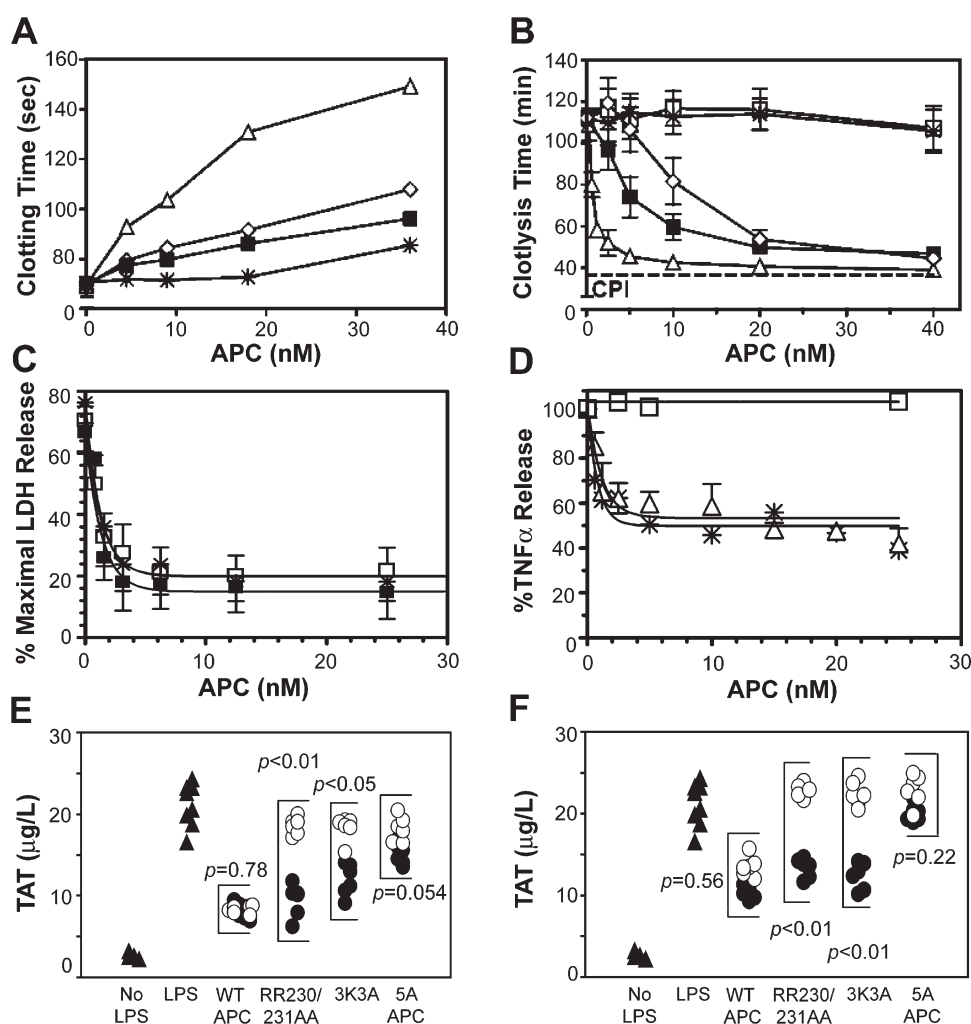 A
160
140
120
100
80
0
Clotting Time (sec)
0 10 20 30 40
APC (nM)
B
140
120
100
80
60
40
0
Clotlysis Time (min)
CPI
0 10 20 30 40
APC (nM)
C
80
60
40
20
0
% Maximal LDH Release
0 10 20 30
APC (nM)
D
100
80
60
40
20
0
%TNFα Release
0 10 20 30
APC (nM)
E
30
20
10
0
TAT (µg/L)
p<0.01
p<0.05
p=0.78
p=0.054
No LPS WT RR230/ 3K3A 5A
LPS APC 231AA APC
F
30
20
10
0
TAT (µg/L)
p=0.56
p=0.22
p<0.01
p<0.01
No LPS WT RR230/ 3K3A 5A
LPS APC 231AA APC